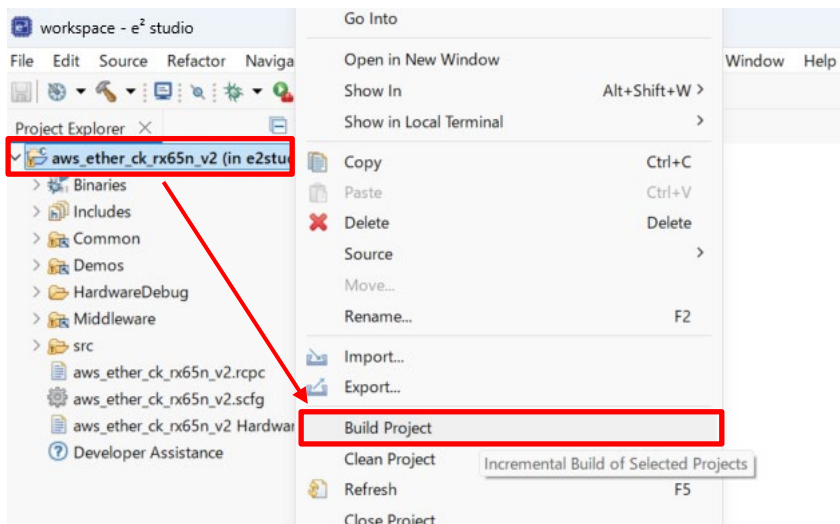 workspace - e² studio
File Edit Source Refactor Naviga
Window Help
Project Explorer
aws_ether_ck_rx65n_v2 (in e2stud
Binaries
Includes
Common
Demos
HardwareDebug
Middleware
src
aws_ether_ck_rx65n_v2.rcpc
aws_ether_ck_rx65n_v2.scfg
aws_ether_ck_rx65n_v2 Hardwar
Developer Assistance
Go Into
Open in New Window
Show In Alt+Shift+W >
Show in Local Terminal >
Copy Ctrl+C
Paste Ctrl+V
Delete Delete
Source >
Move...
Rename... F2
Import...
Export...
Build Project
Clean Project
Incremental Build of Selected Projects
Refresh F5
Close Project